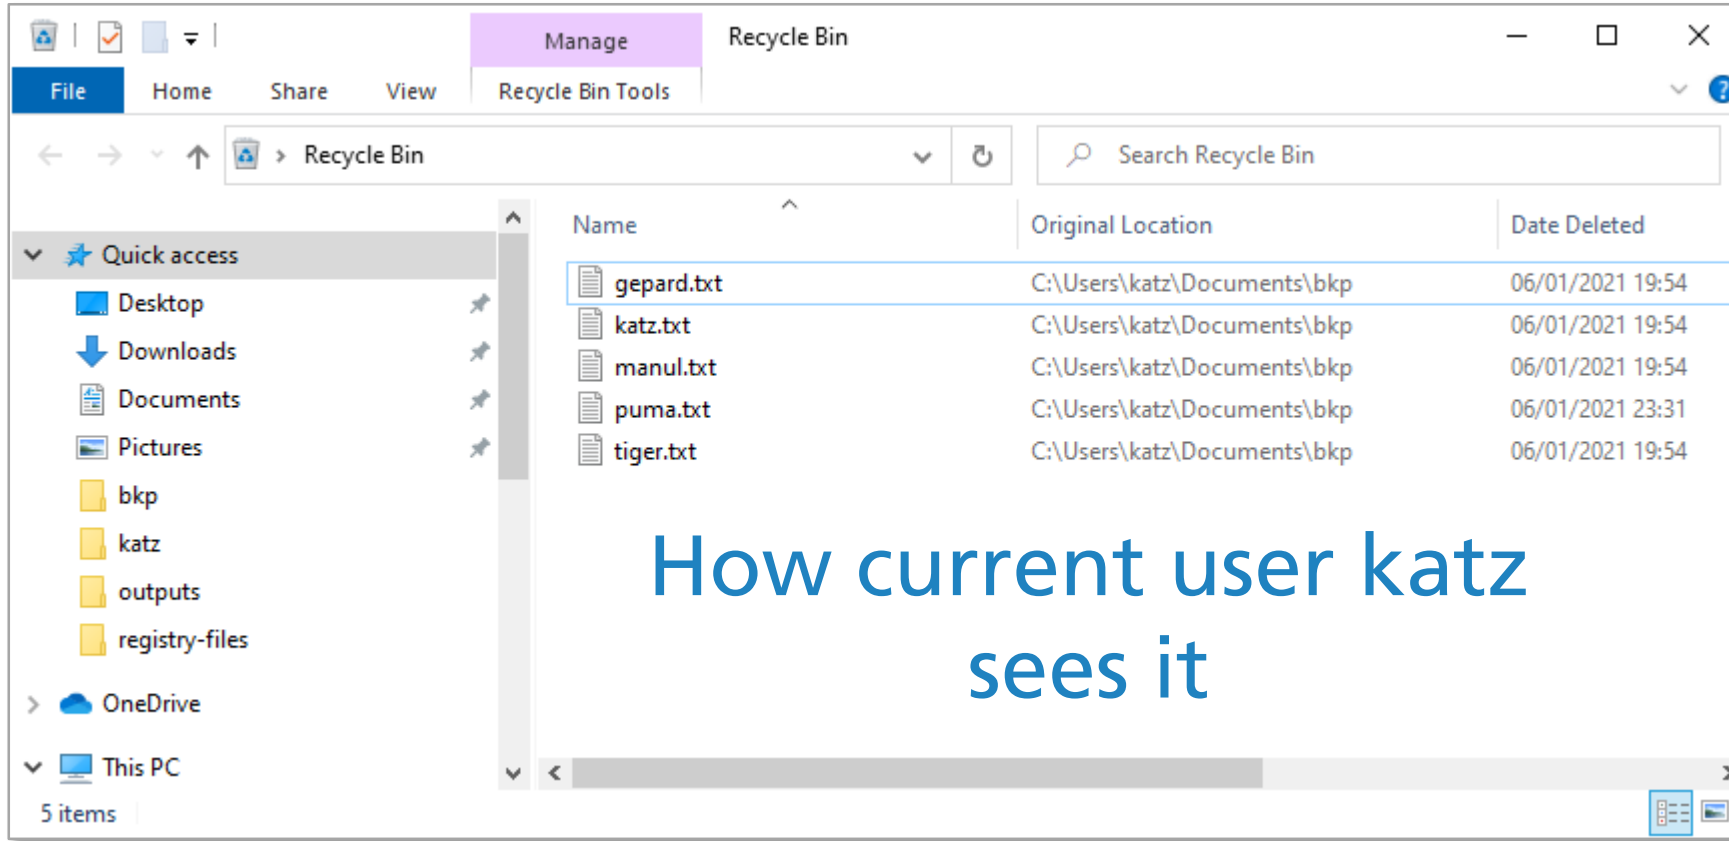 Manage
Recycle Bin
File Home Share View Recycle Bin Tools
?
Recycle Bin
Search Recycle Bin
Name Original Location Date Deleted
Quick access
Desktop
Downloads
Documents
Pictures
bkp
katz
outputs
registry-files
OneDrive
This PC
gepard.txt C:\Users\katz\Documents\bkp 06/01/2021 19:54
katz.txt C:\Users\katz\Documents\bkp 06/01/2021 19:54
manul.txt C:\Users\katz\Documents\bkp 06/01/2021 19:54
puma.txt C:\Users\katz\Documents\bkp 06/01/2021 23:31
tiger.txt C:\Users\katz\Documents\bkp 06/01/2021 19:54
How current user katz
sees it
5 items